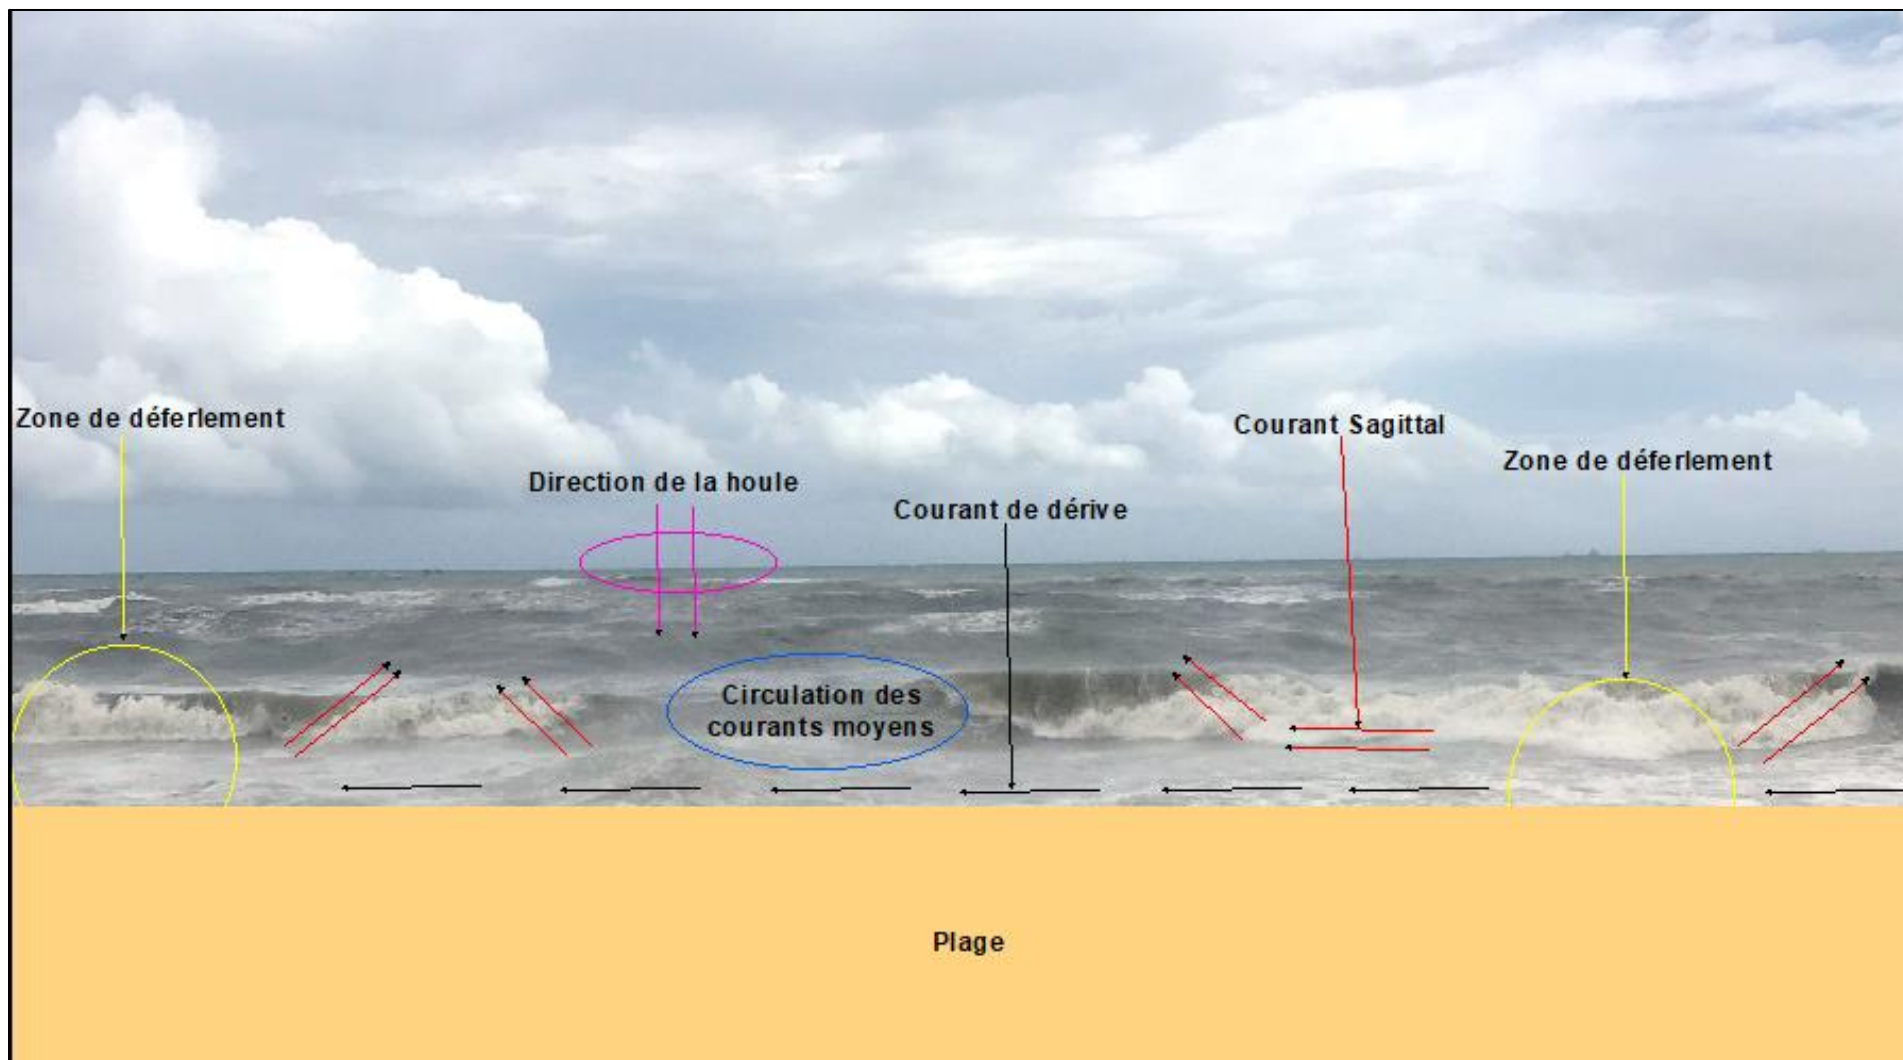 Zone de déferlement
Courant Sagittal
Direction de la houle
Zone de déferlement
Courant de dérive
Circulation des
courants moyens
Plage